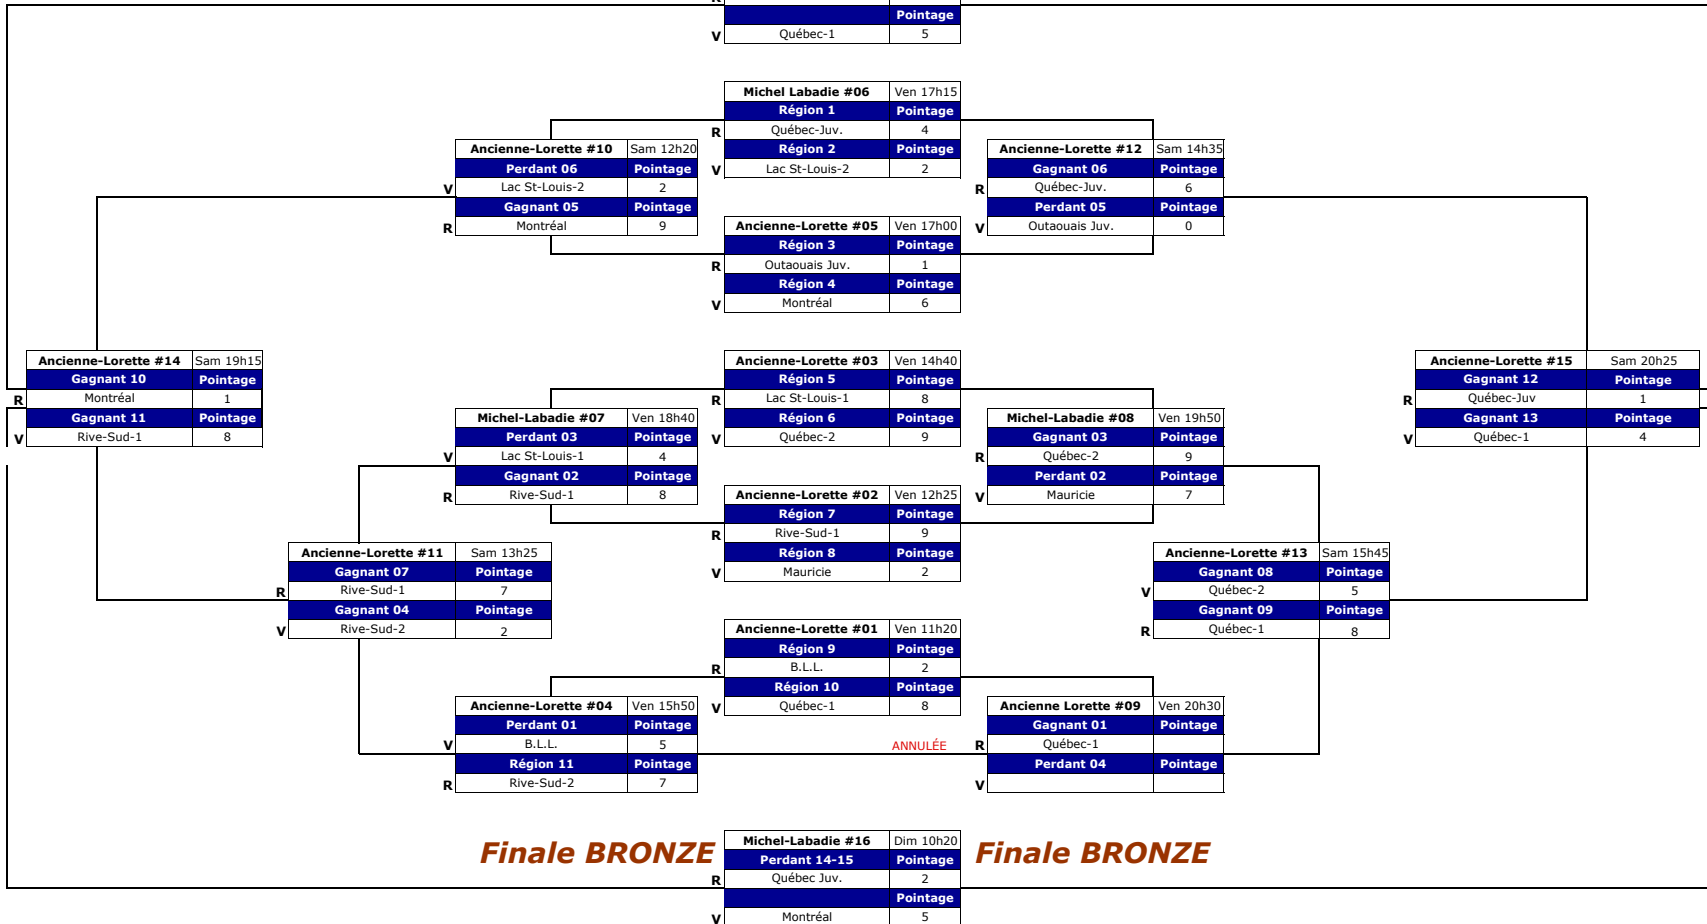 Pointage
V Québec-1 5
Michel Labadie #06 Ven 17h15
Région 1 Pointage
R Québec-Juv. 4
Région 2 Pointage
V Lac St-Louis-2 2
Ancienne-Lorette #10 Sam 12h20
Perdant 06 Pointage
V Lac St-Louis-2 2
Gagnant 05 Pointage
R Montréal 9
Ancienne-Lorette #12 Sam 14h35
Gagnant 06 Pointage
R Québec-Juv. 6
Perdant 05 Pointage
V Outaouais Juv. 0
Ancienne-Lorette #05 Ven 17h00
Région 3 Pointage
R Outaouais Juv. 1
Région 4 Pointage
V Montréal 6
Ancienne-Lorette #14 Sam 19h15
Gagnant 10 Pointage
R Montréal 1
Gagnant 11 Pointage
V Rive-Sud-1 8
Ancienne-Lorette #03 Ven 14h40
Région 5 Pointage
R Lac St-Louis-1 8
Région 6 Pointage
V Québec-2 9
Ancienne-Lorette #15 Sam 20h25
Gagnant 12 Pointage
R Québec-Juv 1
Gagnant 13 Pointage
V Québec-1 4
Michel-Labadie #07 Ven 18h40
Perdant 03 Pointage
V Lac St-Louis-1 4
Gagnant 02 Pointage
R Rive-Sud-1 8
Michel-Labadie #08 Ven 19h50
Gagnant 03 Pointage
R Québec-2 9
Perdant 02 Pointage
V Mauricie 7
Ancienne-Lorette #02 Ven 12h25
Région 7 Pointage
R Rive-Sud-1 9
Région 8 Pointage
V Mauricie 2
Ancienne-Lorette #11 Sam 13h25
Gagnant 07 Pointage
R Rive-Sud-1 7
Gagnant 04 Pointage
V Rive-Sud-2 2
Ancienne-Lorette #13 Sam 15h45
Gagnant 08 Pointage
V Québec-2 5
Gagnant 09 Pointage
R Québec-1 8
Ancienne-Lorette #01 Ven 11h20
Région 9 Pointage
R B.L.L. 2
Région 10 Pointage
V Québec-1 8
Ancienne-Lorette #04 Ven 15h50
Perdant 01 Pointage
V B.L.L. 5
Région 11 Pointage
R Rive-Sud-2 7
Ancienne Lorette #09 Ven 20h30
Gagnant 01 Pointage
ANNULÉE R Québec-1
Perdant 04 Pointage
V
Finale BRONZE
Michel-Labadie #16 Dim 10h20
Finale BRONZE
Perdant 14-15 Pointage
R Québec Juv. 2
Pointage
V Montréal 5